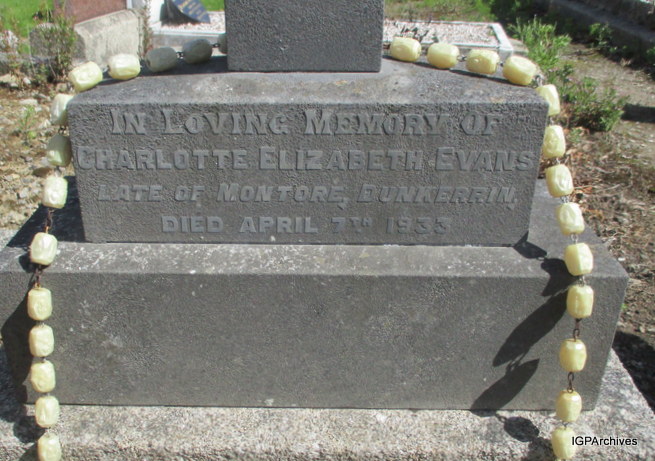 In Loving Memory of
Charlotte Elizabeth Evans
Late of Montore, Dunkerrin,
Died April 7th 1933
IGPArchives